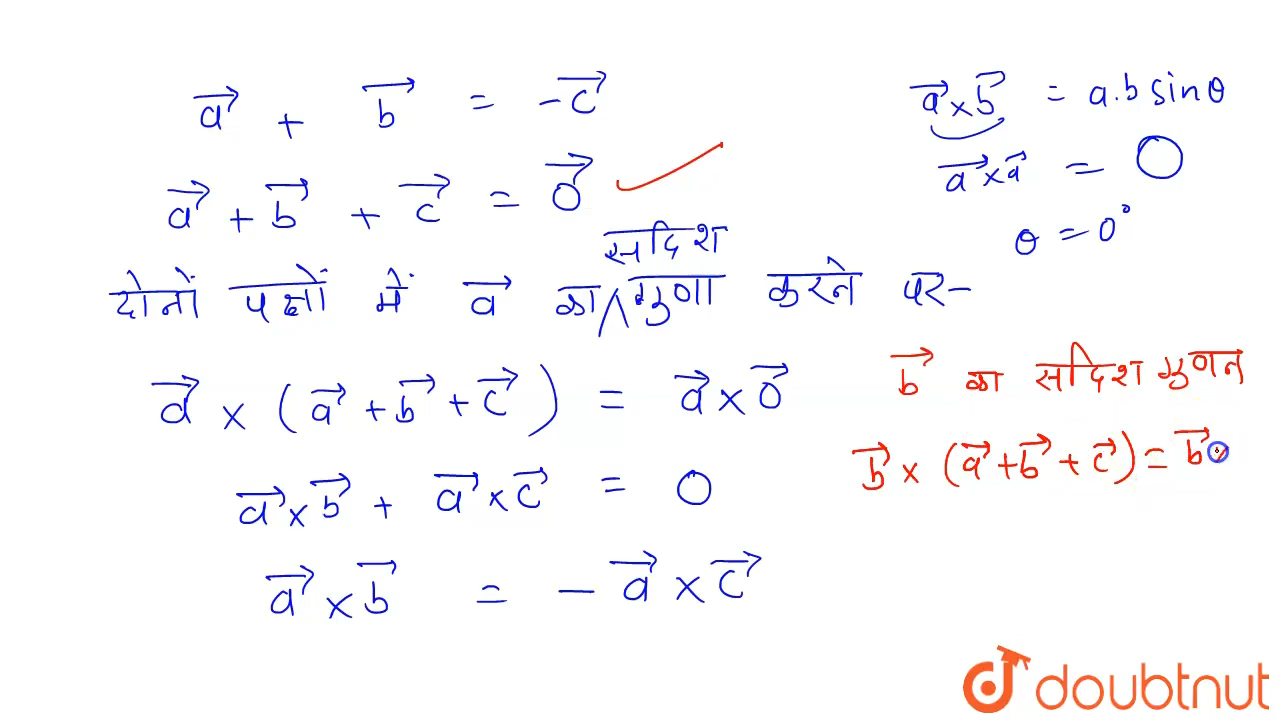 a⃗ + b⃗ = -c⃗
a⃗ + b⃗ + c⃗ = 0⃗
सदिश
दोनों पक्षों में a⃗ का ∧ गुणा करने पर-
a⃗ × (a⃗ + b⃗ + c⃗) = a⃗ × 0⃗
a⃗ × b⃗ + a⃗ × c⃗ = 0
a⃗ × b⃗ = - a⃗ × c⃗
a⃗ × b⃗ = a.b sinθ
a⃗ × a⃗ = 0
θ = 0°
b⃗ का सदिश गुणन
b⃗ × (a⃗ + b⃗ + c⃗) = b⃗
doubtnut